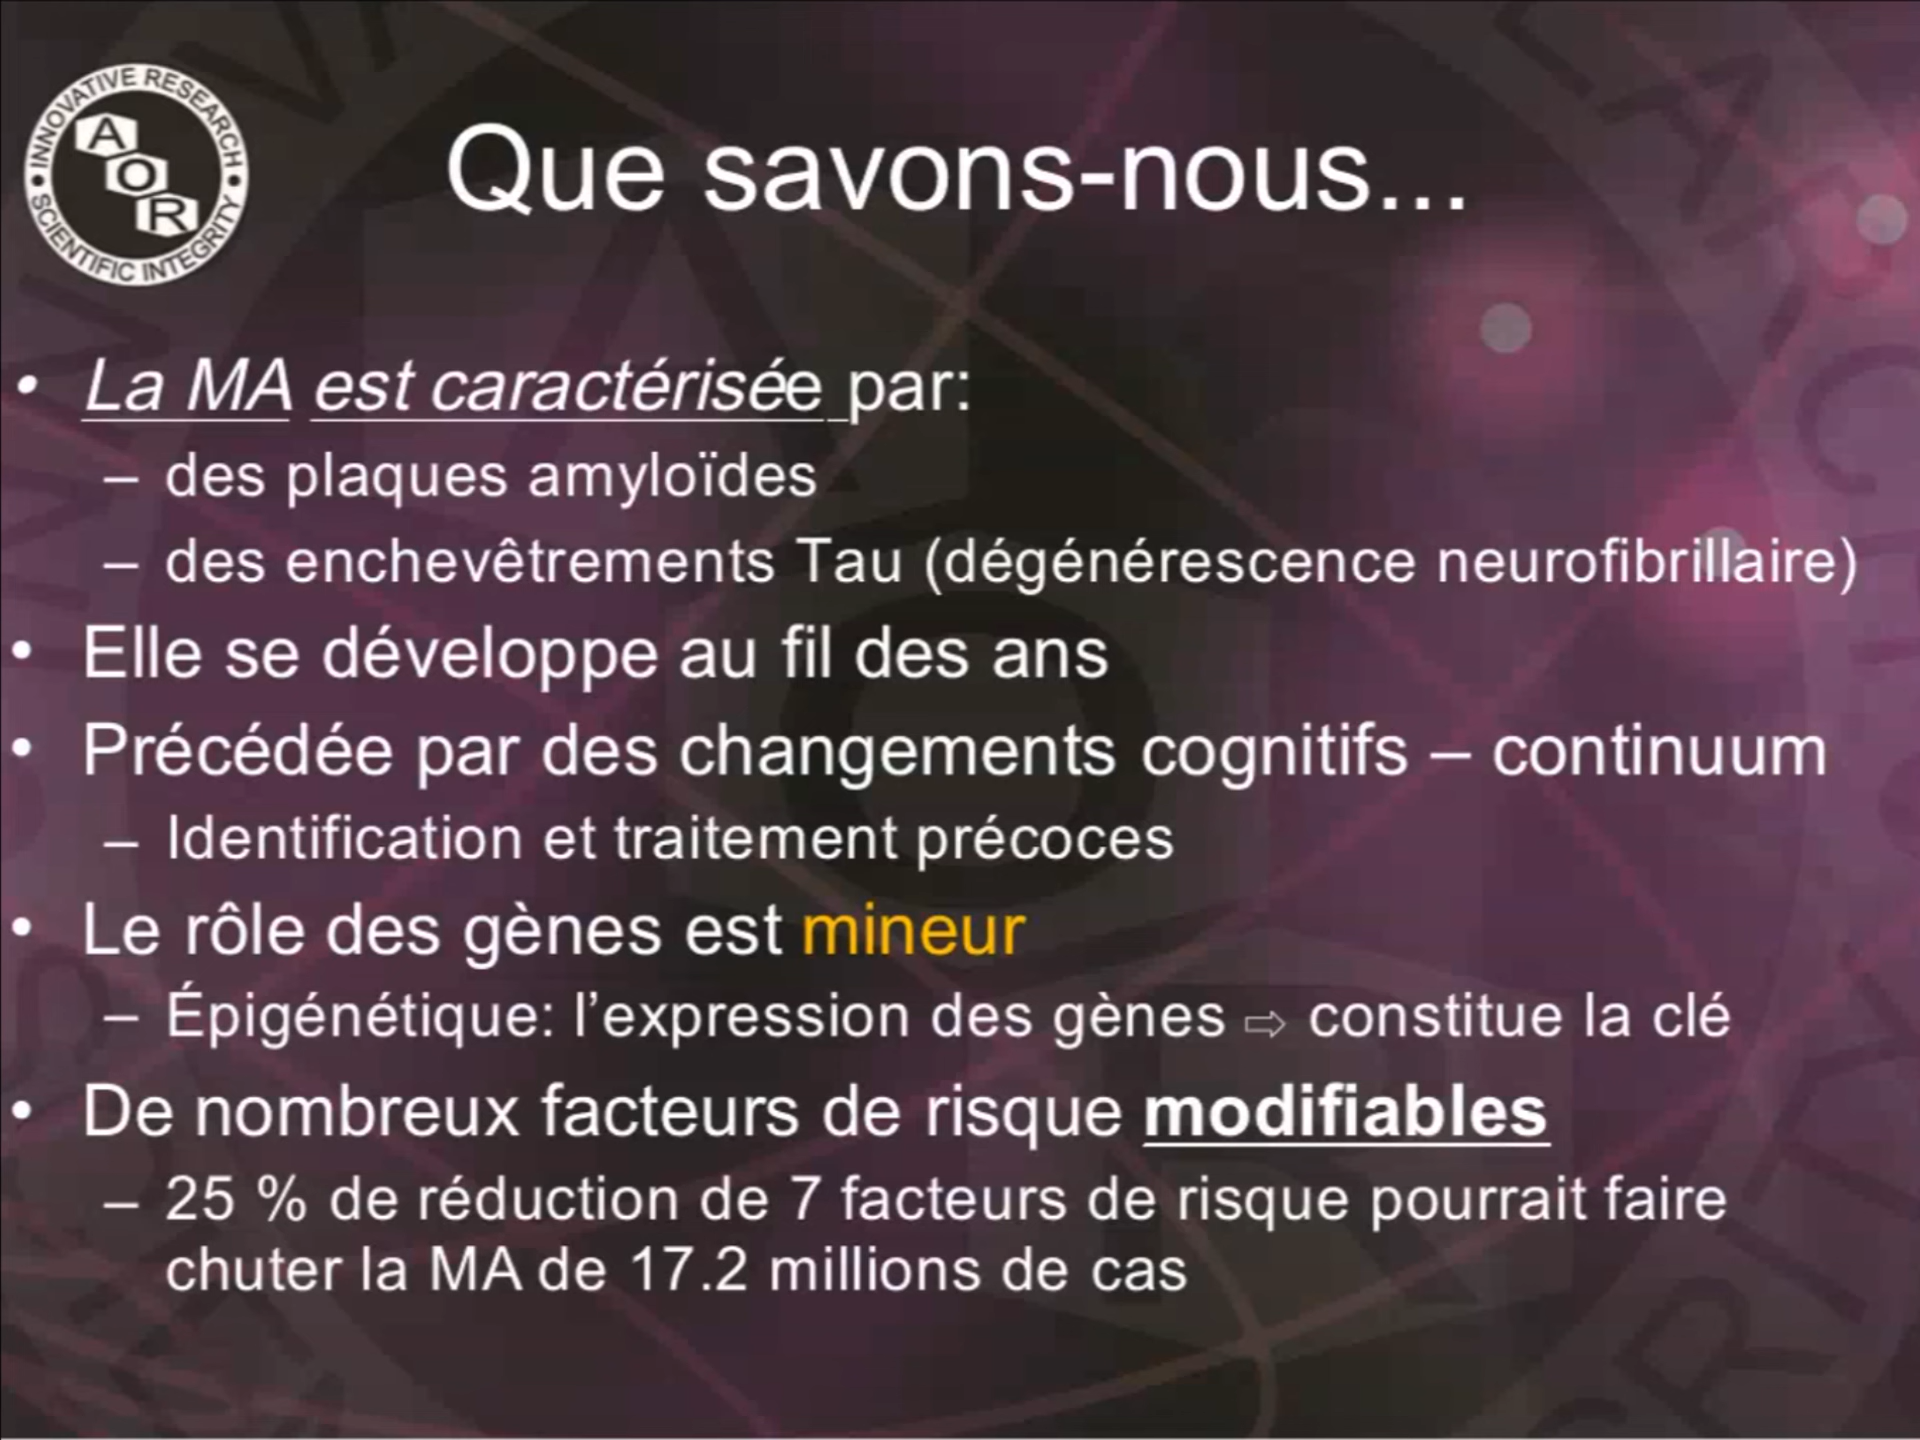 INNOVATIVE RESEARCH
A
O
R
SCIENTIFIC INTEGRITY
Que savons-nous...
• La MA est caractérisée par:
– des plaques amyloïdes
– des enchevêtrements Tau (dégénérescence neurofibrillaire)
• Elle se développe au fil des ans
• Précédée par des changements cognitifs – continuum
– Identification et traitement précoces
• Le rôle des gènes est mineur
– Épigénétique: l’expression des gènes ⇨ constitue la clé
• De nombreux facteurs de risque modifiables
– 25 % de réduction de 7 facteurs de risque pourrait faire
chuter la MA de 17.2 millions de cas